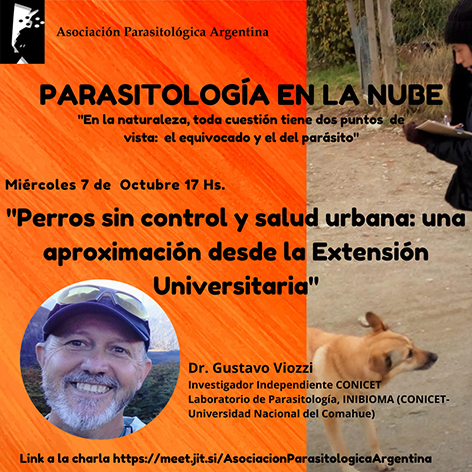 Asociación Parasitológica Argentina
PARASITOLOGÍA EN LA NUBE
"En la naturaleza, toda cuestión tiene dos puntos de
vista: el equivocado y el del parásito"
Miércoles 7 de Octubre 17 Hs.
"Perros sin control y salud urbana: una
aproximación desde la Extensión
Universitaria"
Dr. Gustavo Viozzi
Investigador Independiente CONICET
Laboratorio de Parasitología, INIBIOMA (CONICET-
Universidad Nacional del Comahue)
Link a la charla https://meet.jit.si/AsociacionParasitologicaArgentina